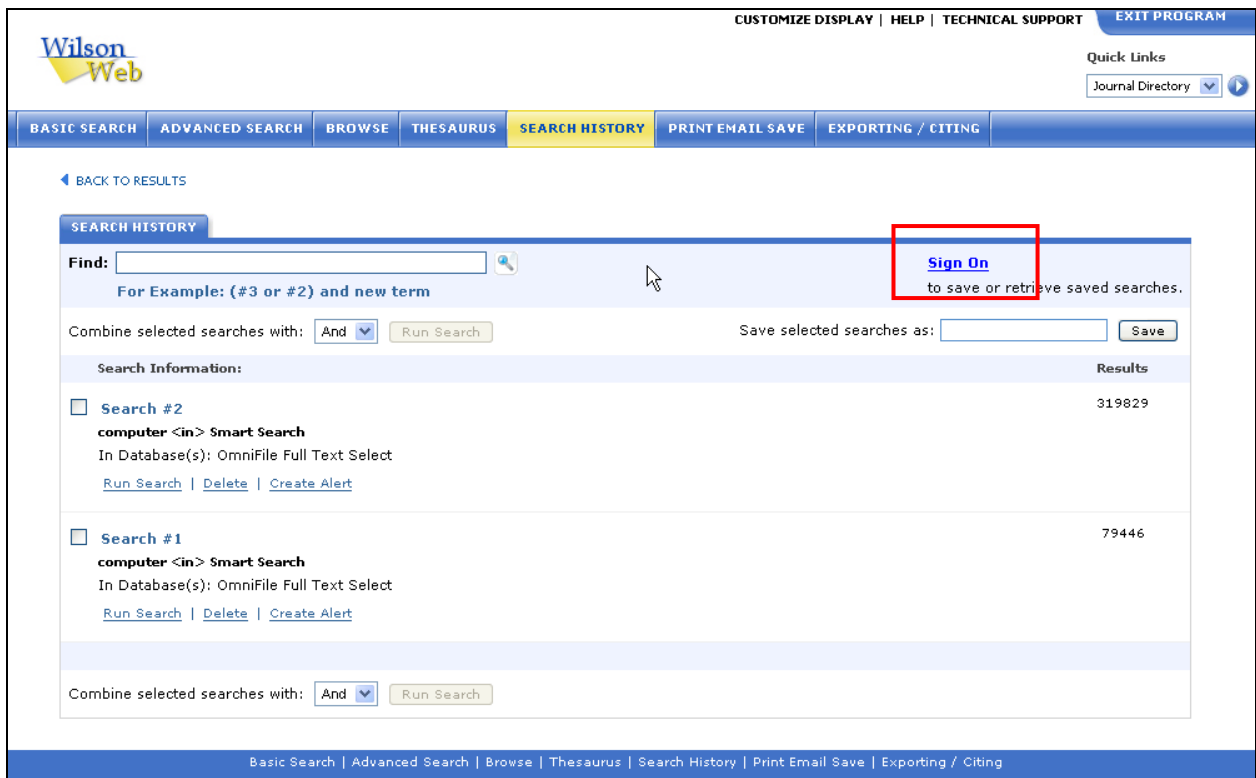 CUSTOMIZE DISPLAY | HELP | TECHNICAL SUPPORT EXIT PROGRAM
Wilson
Web
Quick Links
Journal Directory
BASIC SEARCH ADVANCED SEARCH BROWSE THESAURUS SEARCH HISTORY PRINT EMAIL SAVE EXPORTING / CITING
BACK TO RESULTS
SEARCH HISTORY
Find: Sign On
For Example: (#3 or #2) and new term to save or retrieve saved searches.
Combine selected searches with: And Run Search Save selected searches as: Save
Search Information: Results
Search #2 319829
computer <in> Smart Search
In Database(s): OmniFile Full Text Select
Run Search | Delete | Create Alert
Search #1 79446
computer <in> Smart Search
In Database(s): OmniFile Full Text Select
Run Search | Delete | Create Alert
Combine selected searches with: And Run Search
Basic Search | Advanced Search | Browse | Thesaurus | Search History | Print Email Save | Exporting / Citing